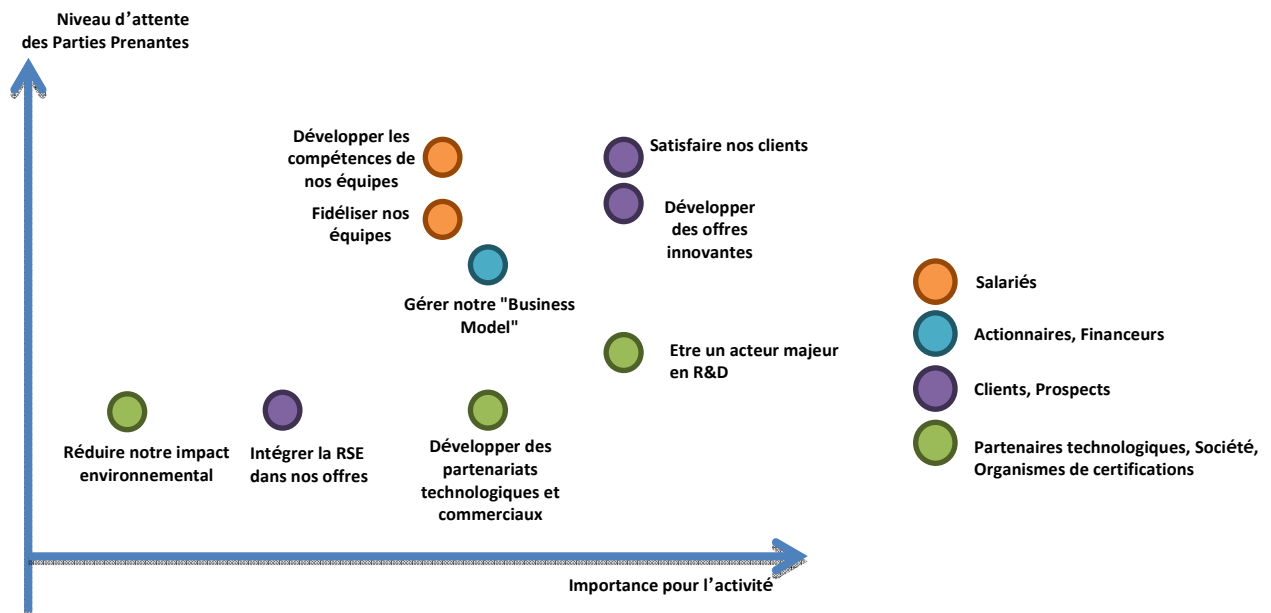 Niveau d'attente
des Parties Prenantes
Développer les
compétences de
nos équipes
Satisfaire nos clients
Fidéliser nos
équipes
Développer
des offres
innovantes
Gérer notre "Business
Model"
Etre un acteur majeur
en R&D
Réduire notre impact
environnemental
Intégrer la RSE
dans nos offres
Développer des
partenariats
technologiques et
commerciaux
Importance pour l'activité
Salariés
Actionnaires, Financeurs
Clients, Prospects
Partenaires technologiques, Société,
Organismes de certifications